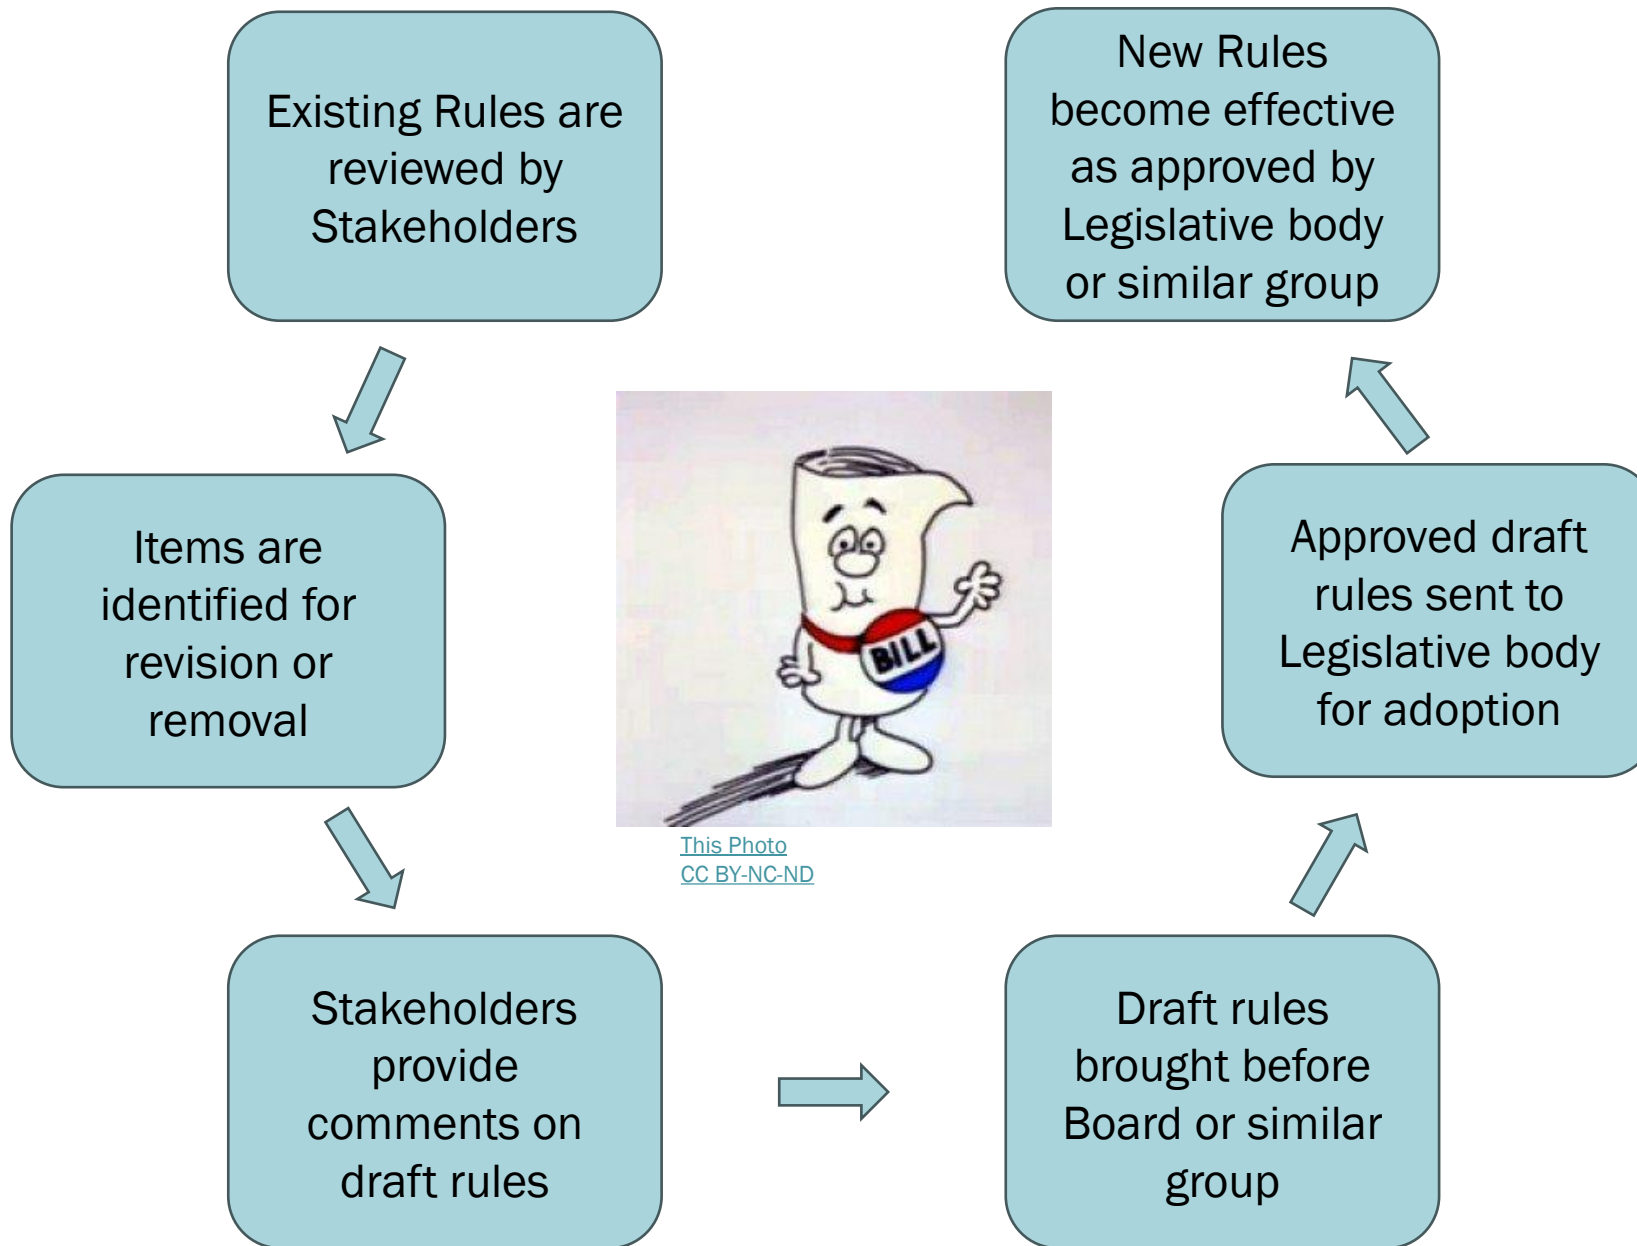 Existing Rules are
reviewed by
Stakeholders
Items are
identified for
revision or
removal
Stakeholders
provide
comments on
draft rules
Draft rules
brought before
Board or similar
group
Approved draft
rules sent to
Legislative body
for adoption
New Rules
become effective
as approved by
Legislative body
or similar group
BILL
This Photo
CC BY-NC-ND